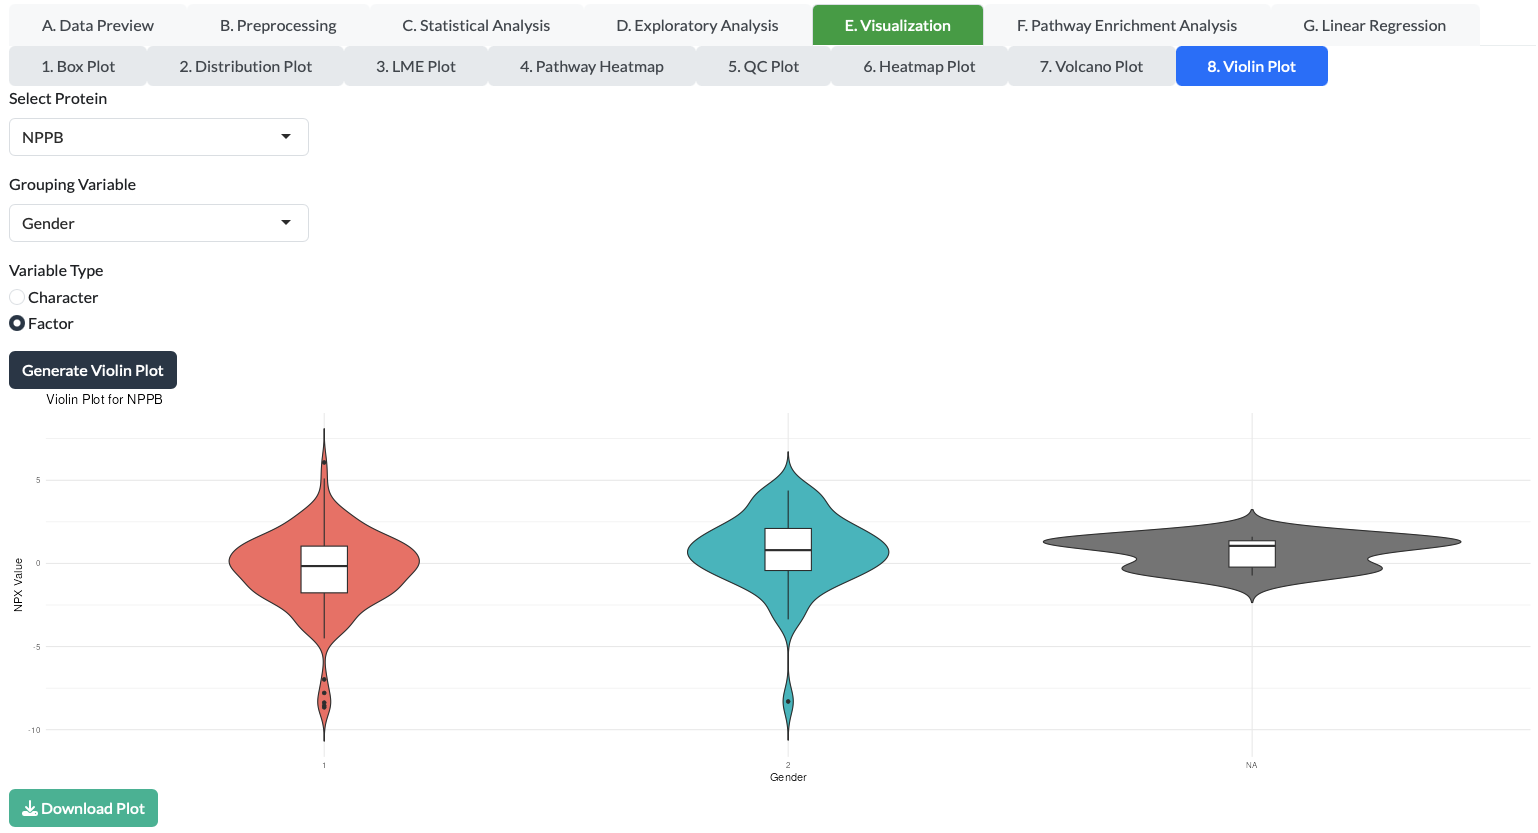 A. Data Preview B. Preprocessing C. Statistical Analysis D. Exploratory Analysis E. Visualization F. Pathway Enrichment Analysis G. Linear Regression
1. Box Plot 2. Distribution Plot 3. LME Plot 4. Pathway Heatmap 5. QC Plot 6. Heatmap Plot 7. Volcano Plot 8. Violin Plot
Select Protein
NPPB
Grouping Variable
Gender
Variable Type
Character
Factor
Generate Violin Plot
Violin Plot for NPPB
5
0
-5
-10
NPX Value
1 2 NA
Gender
Download Plot